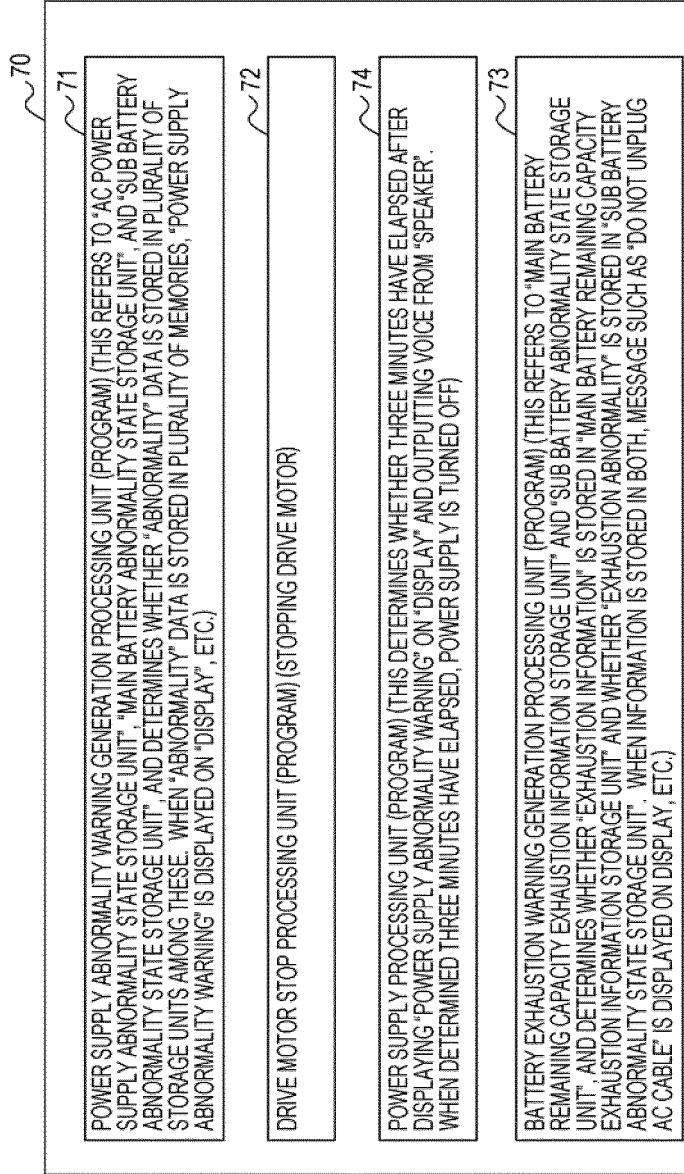 70
71
POWER SUPPLY ABNORMALITY WARNING GENERATION PROCESSING UNIT (PROGRAM) (THIS REFERS TO "AC POWER
SUPPLY ABNORMALITY STATE STORAGE UNIT", "MAIN BATTERY ABNORMALITY STATE STORAGE UNIT", AND "SUB BATTERY
ABNORMALITY STATE STORAGE UNIT", AND DETERMINES WHETHER "ABNORMALITY" DATA IS STORED IN PLURALITY OF
STORAGE UNITS AMONG THESE. WHEN "ABNORMALITY" DATA IS STORED IN PLURALITY OF MEMORIES, "POWER SUPPLY
ABNORMALITY WARNING" IS DISPLAYED ON "DISPLAY", ETC.)
72
DRIVE MOTOR STOP PROCESSING UNIT (PROGRAM) (STOPPING DRIVE MOTOR)
74
POWER SUPPLY PROCESSING UNIT (PROGRAM) (THIS DETERMINES WHETHER THREE MINUTES HAVE ELAPSED AFTER
DISPLAYING "POWER SUPPLY ABNORMALITY WARNING" ON "DISPLAY" AND OUTPUTTING VOICE FROM "SPEAKER".
WHEN DETERMINED THREE MINUTES HAVE ELAPSED, POWER SUPPLY IS TURNED OFF)
73
BATTERY EXHAUSTION WARNING GENERATION PROCESSING UNIT (PROGRAM) (THIS REFERS TO "MAIN BATTERY
REMAINING CAPACITY EXHAUSTION INFORMATION STORAGE UNIT" AND "SUB BATTERY ABNORMALITY STATE STORAGE
UNIT", AND DETERMINES WHETHER "EXHAUSTION INFORMATION" IS STORED IN "MAIN BATTERY REMAINING CAPACITY
EXHAUSTION INFORMATION STORAGE UNIT" AND WHETHER "EXHAUSTION ABNORMALITY" IS STORED IN "SUB BATTERY
ABNORMALITY STATE STORAGE UNIT". WHEN INFORMATION IS STORED IN BOTH, MESSAGE SUCH AS "DO NOT UNPLUG
AC CABLE" IS DISPLAYED ON DISPLAY, ETC.)